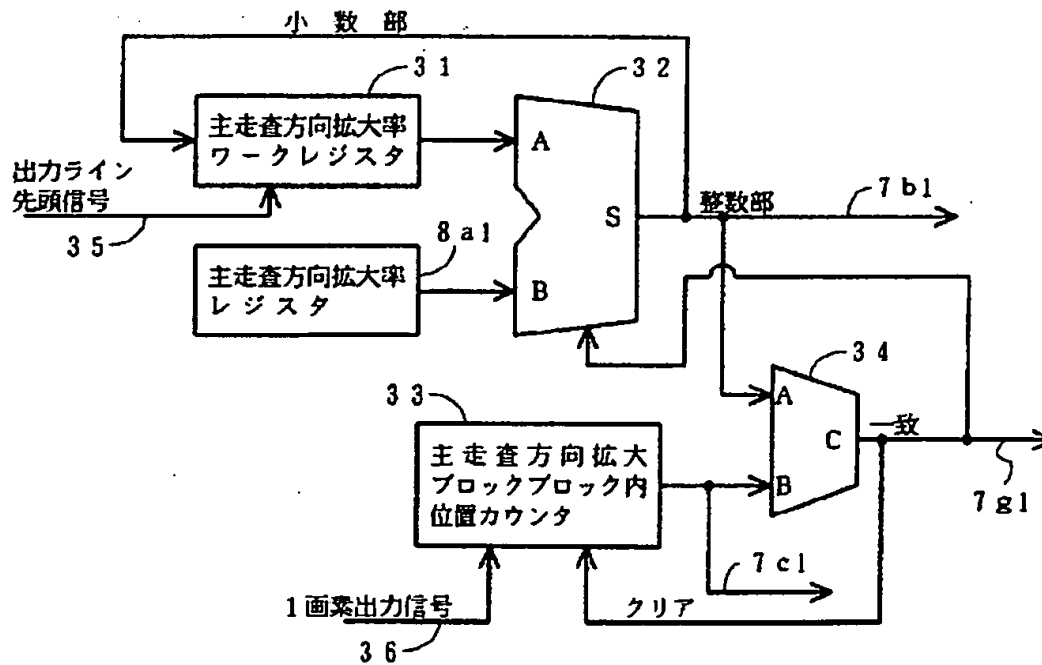 小数部
31
32
主走査方向拡大率
ワークレジスタ
A
出力ライン
先頭信号
S
整数部
7b1
35
8a1
主走査方向拡大率
レジスタ
B
34
33
A
一致
C
主走査方向拡大
ブロックブロック内
位置カウンタ
B
7g1
7c1
1画素出力信号
クリア
36